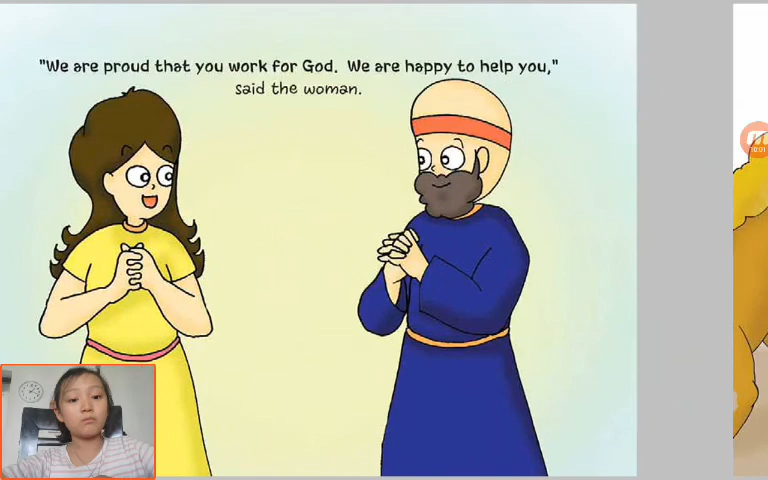 "We are proud that you work for God. We are happy to help you,"
said the woman.